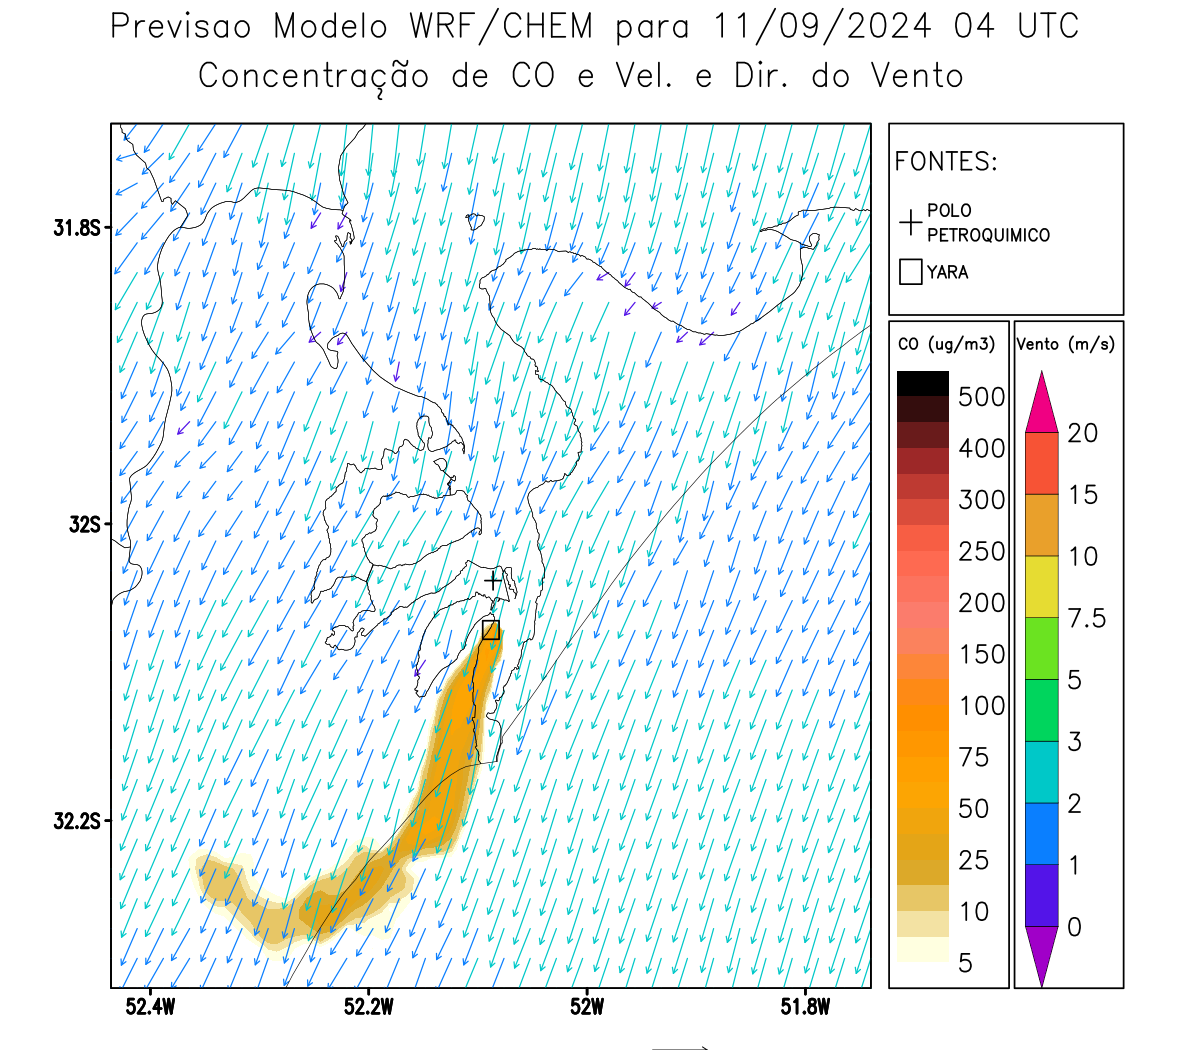 Previsao Modelo WRF/CHEM para 11/09/2024 04 UTC
Concentração de CO e Vel. e Dir. do Vento
FONTES:
POLO
PETROQUIMICO
YARA
CO (ug/m3)
500
400
300
250
200
150
100
75
50
25
10
5
Vento (m/s)
20
15
10
7.5
5
3
2
1
0
31.8S
32S
32.2S
52.4W
52.2W
52W
51.8W